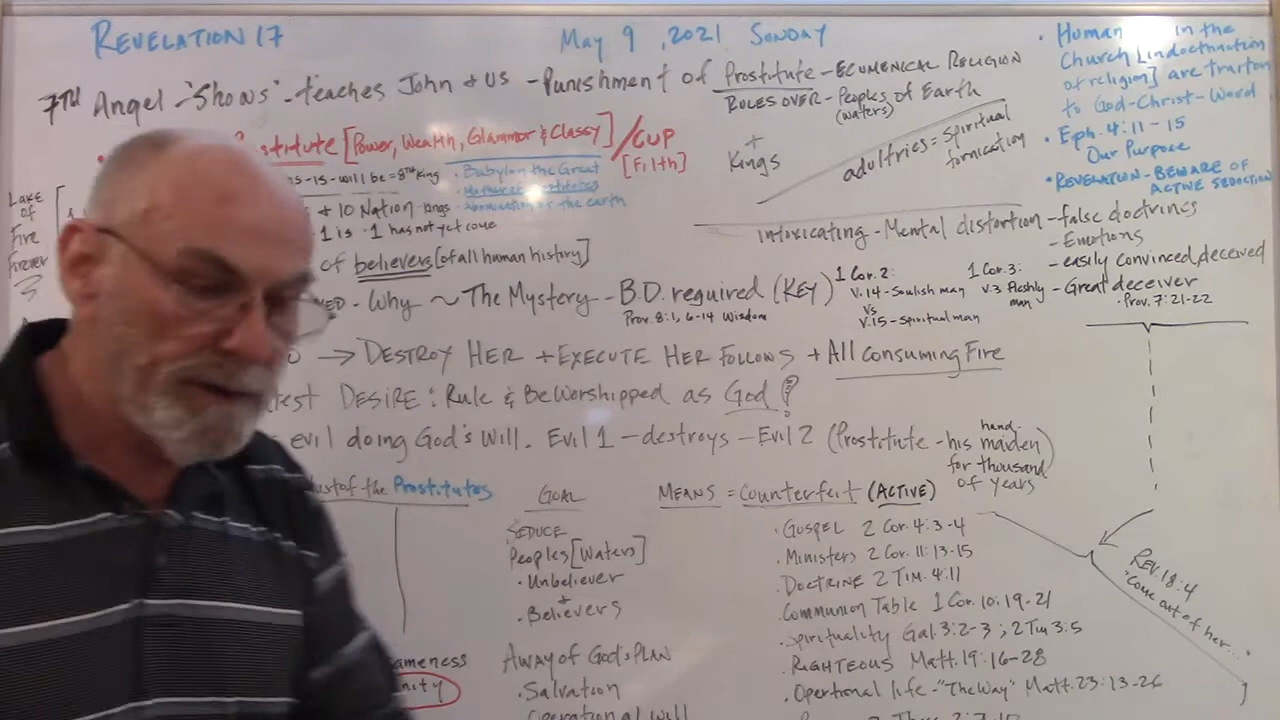 REVELATION 17
May 9, 2021 SUNDAY
7TH Angel - "Shows" - teaches John & US - Punishment of Prostitute - ECUMENICAL RELIGION
RULES OVER - Peoples of Earth
(waters)
+
Kings
adultries = Spiritual
fornication
• Human in the
Church [indoctrination
of religion] are
to God-Christ-Word
• Eph. 4:11-15
Our Purpose
• REVELATION - BEWARE OF
ACTIVE SEDUCTION
[Power, Wealth, Glammor & Classy] / CUP
[Filth]
-is-will be = 8TH King
• Babylon the Great
• Mother of Prostitutes
• Abominations of the earth
+ 10 Nation Kings
1 is • 1 has not yet come
Lake
of
Fire
Forever
of believers [of all human history]
intoxicating - Mental distortion - false doctrines
- Emotions
- easily convinced, deceived
- Great deceiver
• Prov. 7:21-22
- Why ~ The Mystery - B.D. required (KEY)
Prov. 8:1, 6-14 Wisdom
1 Cor. 2:
V.14 - Soulish man
VS
V.15 - Spiritual man
1 Cor. 3:
V.3 Fleshly
man
→ DESTROY HER + EXECUTE HER FOLLOWS + All Consuming Fire
DESIRE: Rule & Be Worshipped as God
evil doing God's Will. Evil 1 - destroys - Evil 2 (Prostitute - his hand-
maiden)
for thousand
of years
of the Prostitutes
GOAL
MEANS = Counterfeit (ACTIVE)
SEDUCE
Peoples [Waters]
• Unbeliever
+
• Believers
AWAY of God's PLAN
• Salvation
Operational Will
• GOSPEL 2 Cor. 4:3-4
• Ministers 2 Cor. 11:13-15
• DOCTRINE 2 TIM. 4:1
• Communion Table 1 Cor. 10:19-21
• Spirituality Gal. 3:2-3; 2 Tim 3:5
• RIGHTEOUS Matt. 19:16-28
• Opertional life - "The Way" Matt. 23:13-26
REV. 18:4
"Come out of her..."
ameness